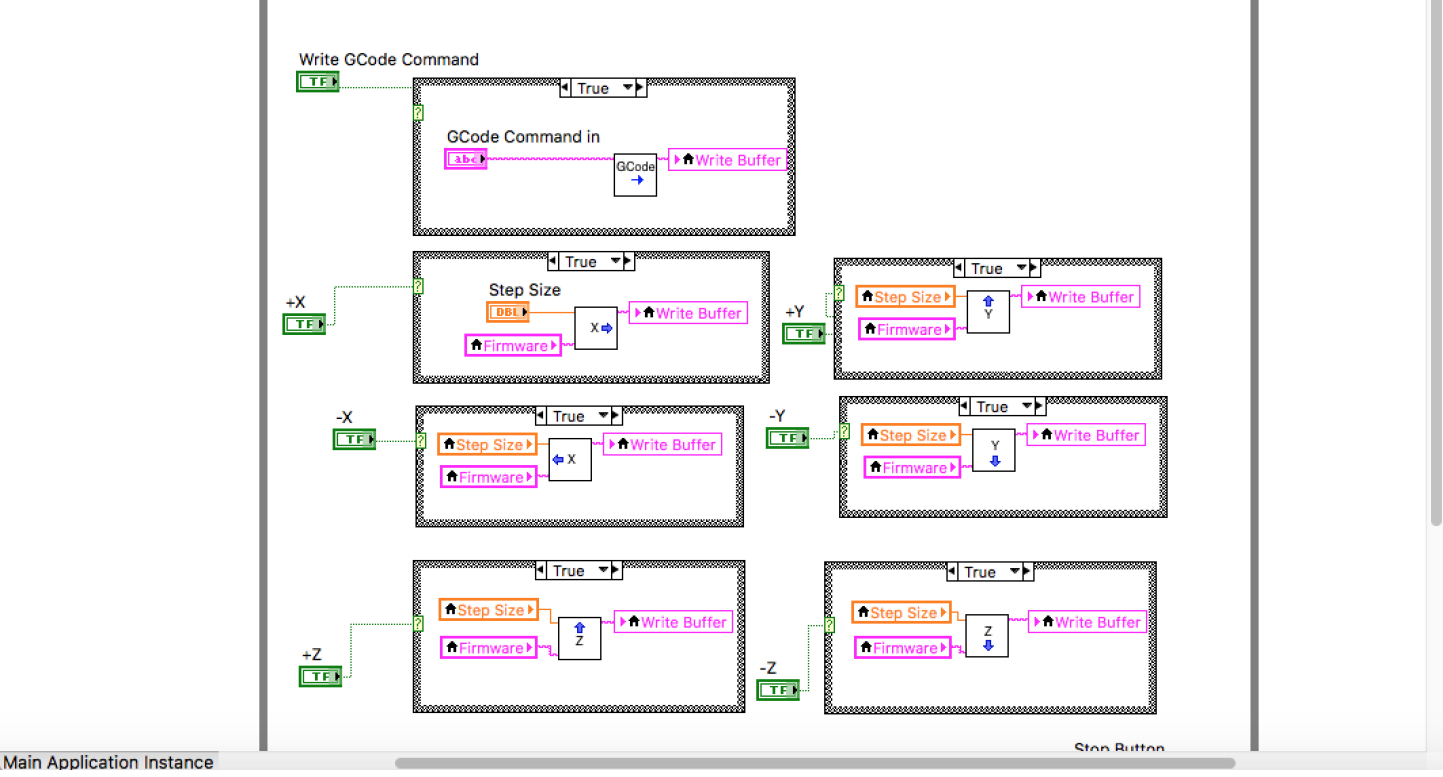 Write GCode Command
TF
True
?
GCode Command in
abc
GCode
Write Buffer
True
?
Step Size
+X
TF
DBL
X
Write Buffer
Firmware
True
?
Step Size
+Y
TF
Y
Write Buffer
Firmware
True
-X
TF
?
Step Size
X
Write Buffer
Firmware
True
-Y
TF
?
Step Size
Y
Write Buffer
Firmware
True
?
Step Size
Z
Write Buffer
Firmware
+Z
TF
True
?
Step Size
Z
Write Buffer
Firmware
-Z
TF
Stop Button
Main Application Instance